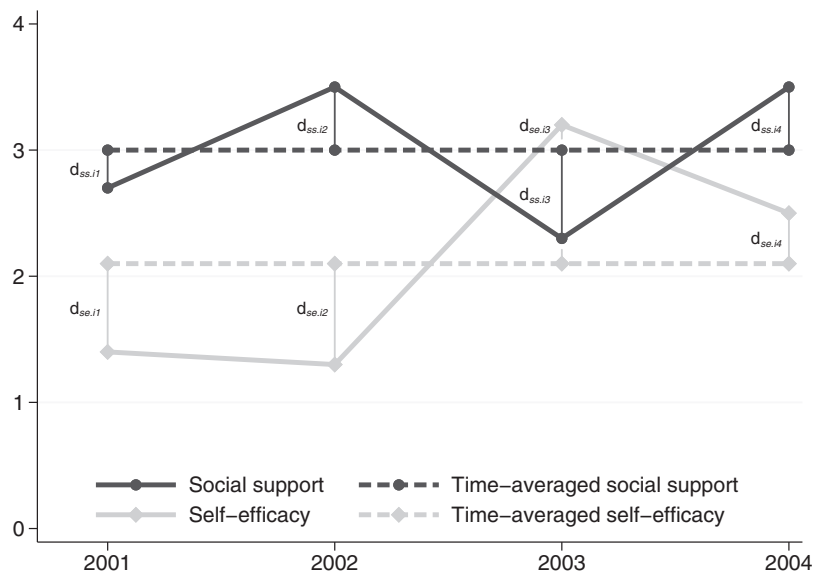 4
d_se.i3
d_ss.i2
d_ss.i4
3
d_ss.i1
d_ss.i3
d_se.i4
2
d_se.i1
d_se.i2
1
Social support
Time–averaged social support
Self–efficacy
Time–averaged self–efficacy
0
2001
2002
2003
2004